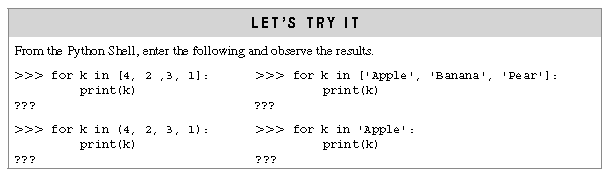 LET'S TRY IT
From the Python Shell, enter the following and observe the results.
>>> for k in [4, 2 ,3, 1]:
print(k)
???
>>> for k in ['Apple', 'Banana', 'Pear']:
print(k)
???
>>> for k in (4, 2, 3, 1):
print(k)
???
>>> for k in 'Apple':
print(k)
???